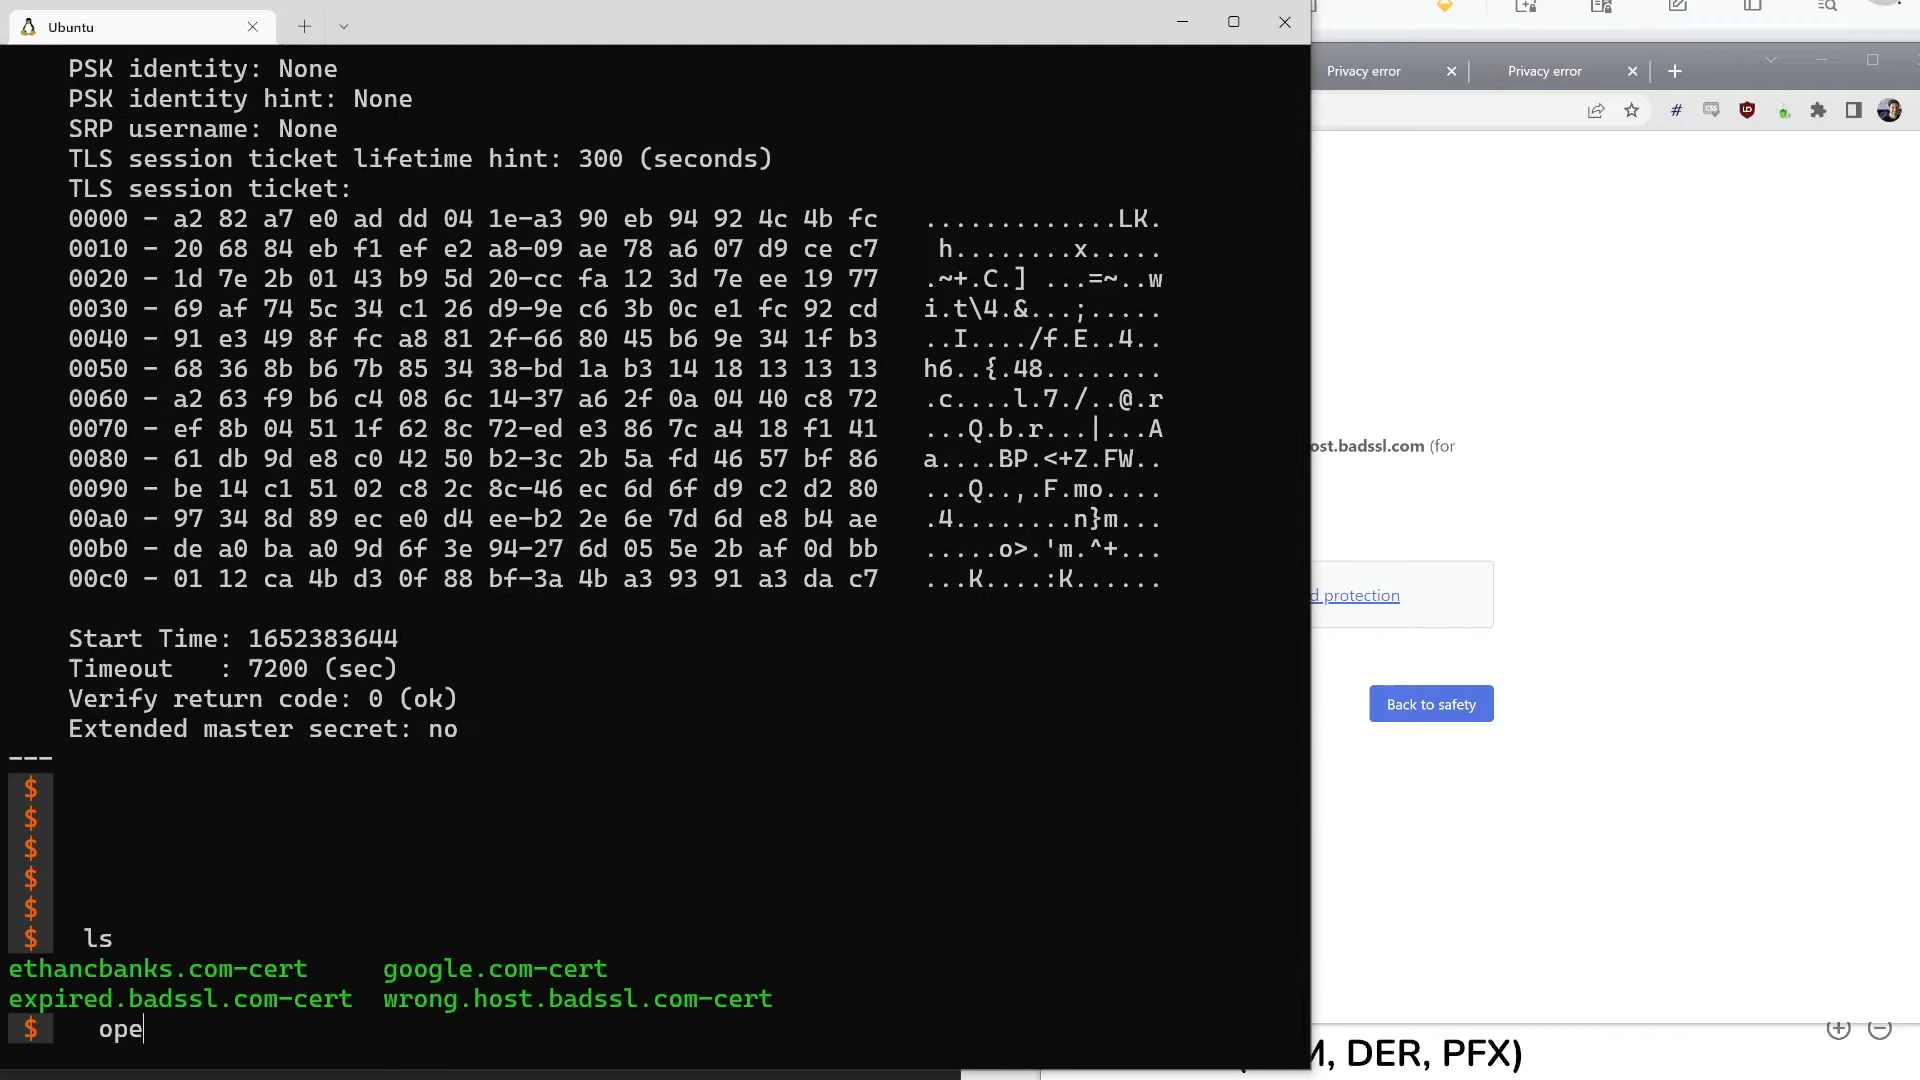 Ubuntu
PSK identity: None
PSK identity hint: None
SRP username: None
TLS session ticket lifetime hint: 300 (seconds)
TLS session ticket:
0000 - a2 82 a7 e0 ad dd 04 1e-a3 90 eb 94 92 4c 4b fc   .............LK.
0010 - 20 68 84 eb f1 ef e2 a8-09 ae 78 a6 07 d9 ce c7    h........x.....
0020 - 1d 7e 2b 01 43 b9 5d 20-cc fa 12 3d 7e ee 19 77   .~+.C.] ...=~..w
0030 - 69 af 74 5c 34 c1 26 d9-9e c6 3b 0c e1 fc 92 cd   i.t\4.&...;.....
0040 - 91 e3 49 8f fc a8 81 2f-66 80 45 b6 9e 34 1f b3   ..I..../f.E..4..
0050 - 68 36 8b b6 7b 85 34 38-bd 1a b3 14 18 13 13 13   h6..{.48........
0060 - a2 63 f9 b6 c4 08 6c 14-37 a6 2f 0a 04 40 c8 72   .c....l.7./..@.r
0070 - ef 8b 04 51 1f 62 8c 72-ed e3 86 7c a4 18 f1 41   ...Q.b.r...|...A
0080 - 61 db 9d e8 c0 42 50 b2-3c 2b 5a fd 46 57 bf 86   a....BP.<+Z.FW..
0090 - be 14 c1 51 02 c8 2c 8c-46 ec 6d 6f d9 c2 d2 80   ...Q..,.F.mo....
00a0 - 97 34 8d 89 ec e0 d4 ee-b2 2e 6e 7d 6d e8 b4 ae   .4........n}m...
00b0 - de a0 ba a0 9d 6f 3e 94-27 6d 05 5e 2b af 0d bb   .....o>.'m.^+...
00c0 - 01 12 ca 4b d3 0f 88 bf-3a 4b a3 93 91 a3 da c7   ...K....:K......
Start Time: 1652383644
Timeout   : 7200 (sec)
Verify return code: 0 (ok)
Extended master secret: no
---
$
$
$
$
$
$ ls
ethancbanks.com-cert     google.com-cert
expired.badssl.com-cert  wrong.host.badssl.com-cert
$ ope
Privacy error Privacy error
ost.badssl.com (for
d protection
Back to safety
M, DER, PFX)